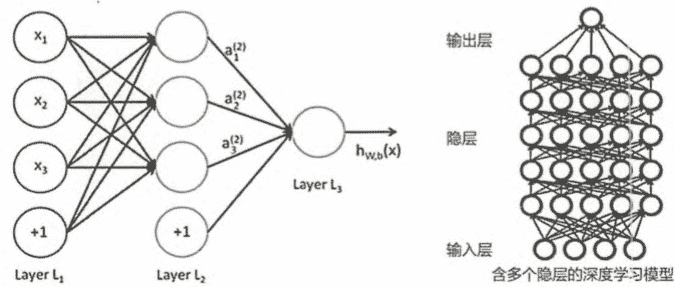 x₁
x₂
x₃
+1
Layer L₁
+1
Layer L₂
a₁⁽²⁾
a₂⁽²⁾
a₃⁽²⁾
Layer L₃
h_{W,b}(x)
输出层
隐层
输入层
含多个隐层的深度学习模型